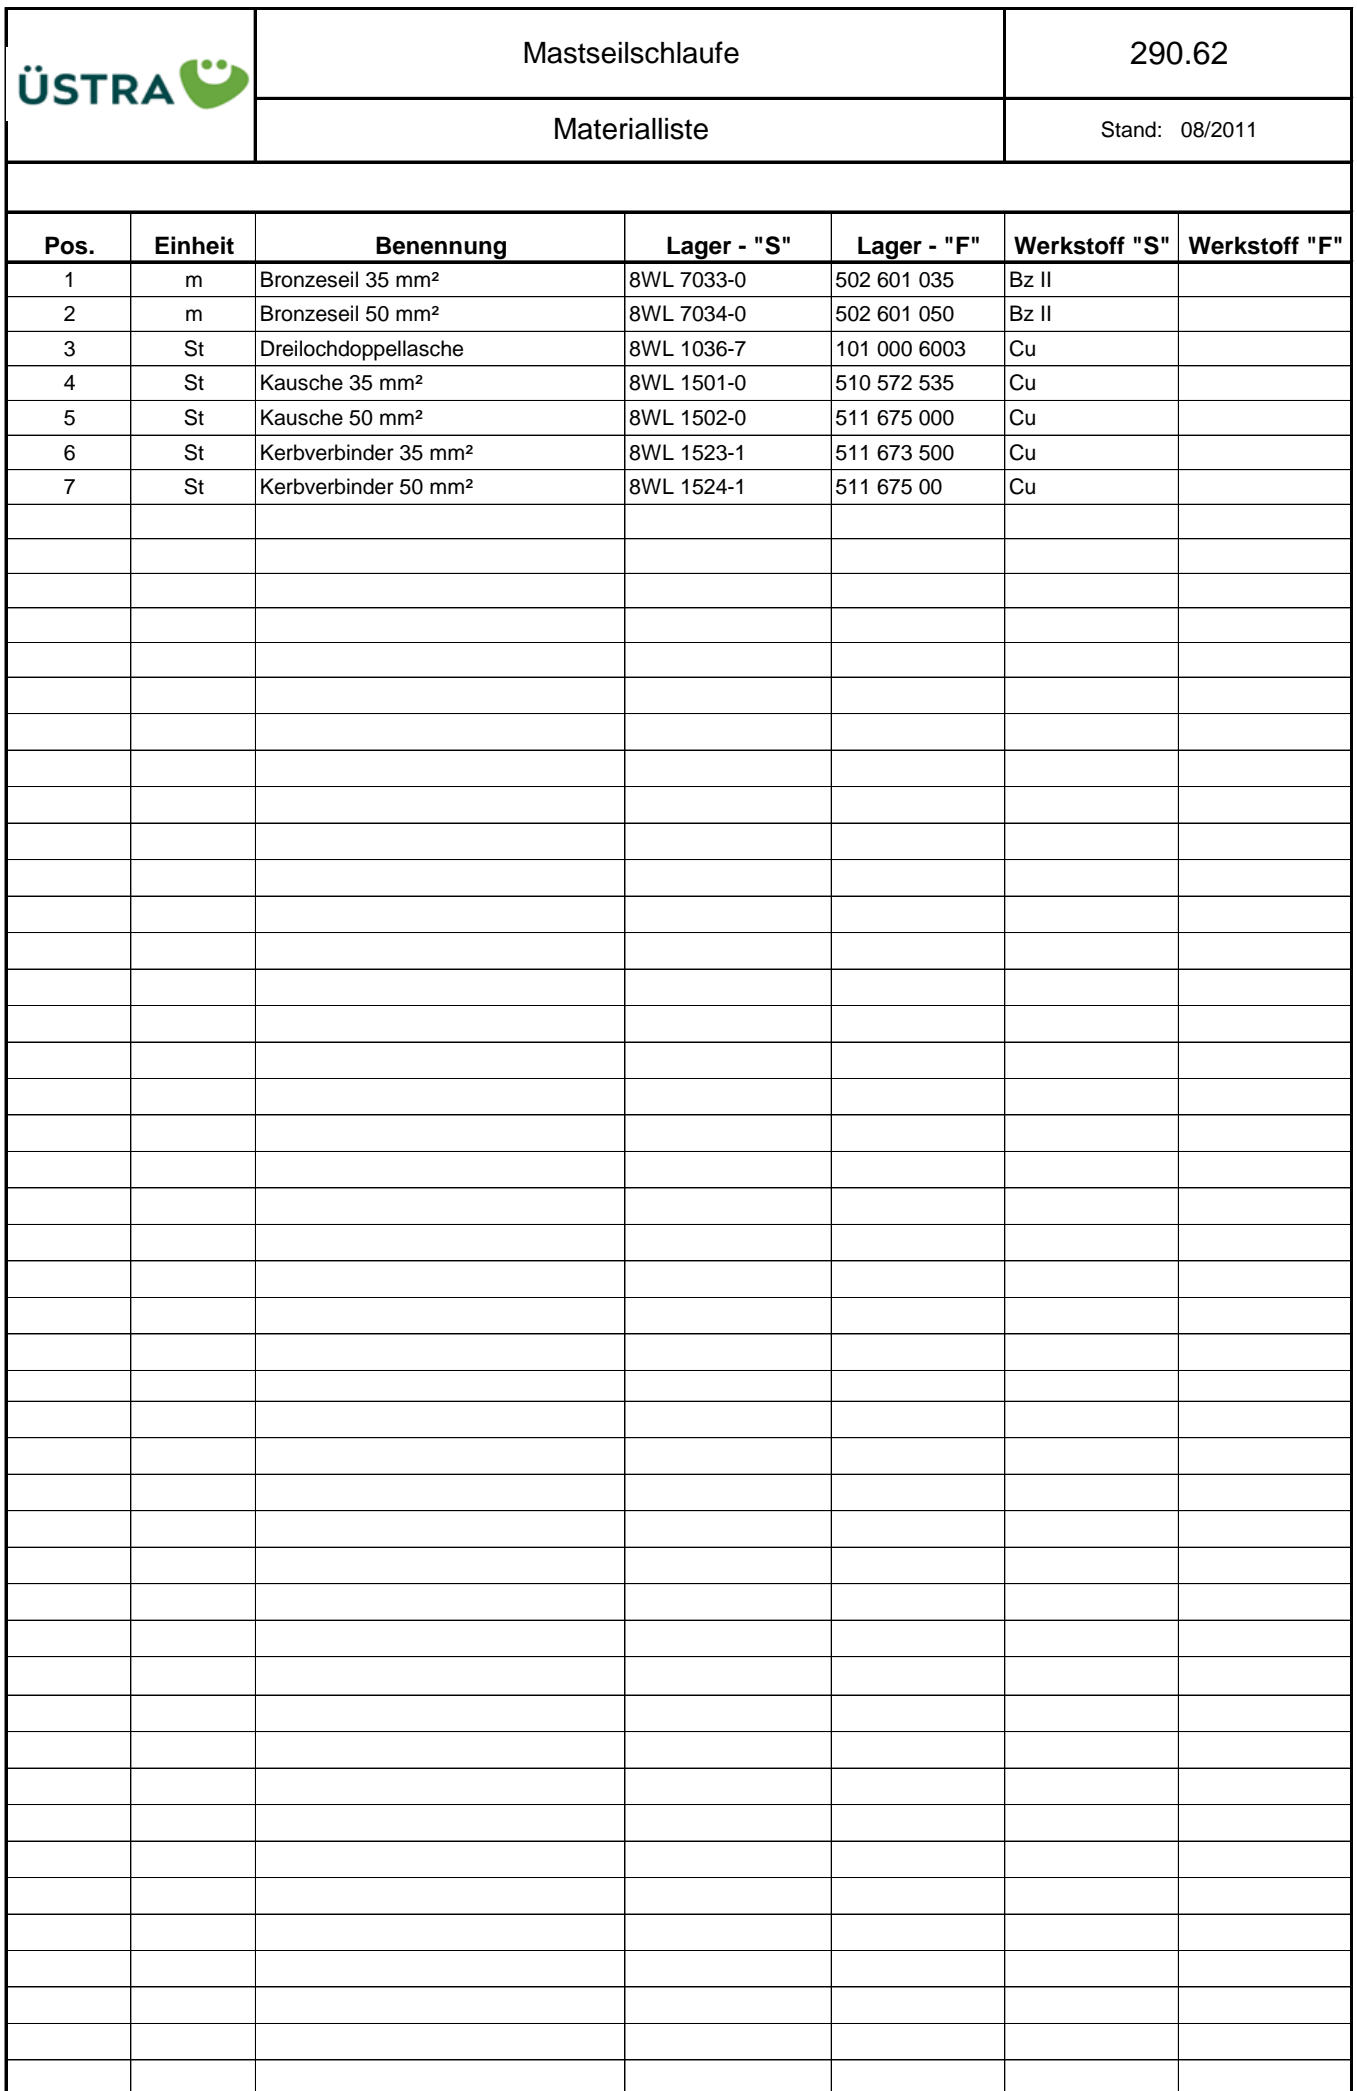 ÜSTRA
Mastseilschlaufe 290.62
Materialliste Stand: 08/2011
Pos. Einheit Benennung Lager - "S" Lager - "F" Werkstoff "S" Werkstoff "F"
1 m Bronzeseil 35 mm² 8WL 7033-0 502 601 035 Bz II
2 m Bronzeseil 50 mm² 8WL 7034-0 502 601 050 Bz II
3 St Dreilochdoppellasche 8WL 1036-7 101 000 6003 Cu
4 St Kausche 35 mm² 8WL 1501-0 510 572 535 Cu
5 St Kausche 50 mm² 8WL 1502-0 511 675 000 Cu
6 St Kerbverbinder 35 mm² 8WL 1523-1 511 673 500 Cu
7 St Kerbverbinder 50 mm² 8WL 1524-1 511 675 00 Cu